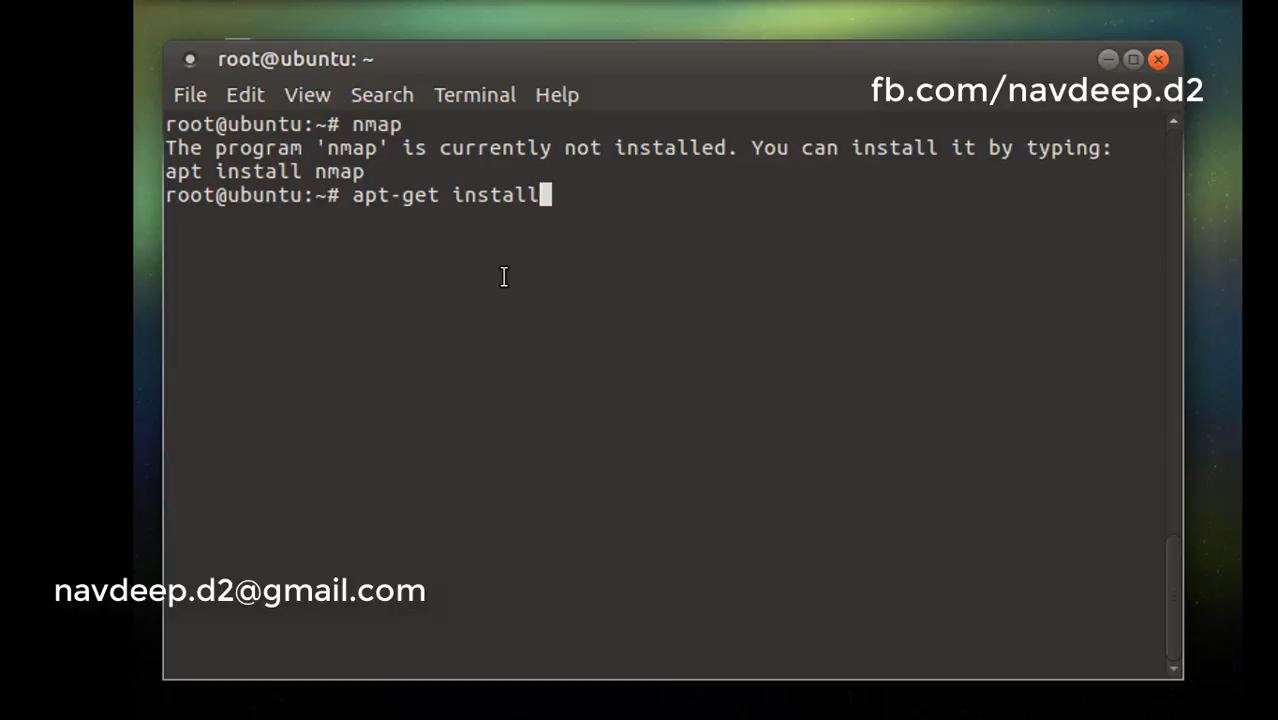 root@ubuntu: ~
File Edit View Search Terminal Help
fb.com/navdeep.d2
root@ubuntu:~# nmap
The program 'nmap' is currently not installed. You can install it by typing:
apt install nmap
root@ubuntu:~# apt-get install
navdeep.d2@gmail.com